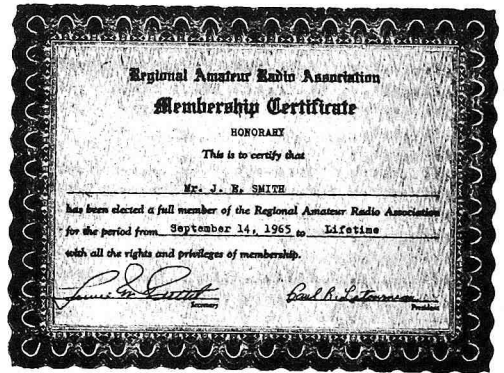 Regional Amateur Radio Association
Membership Certificate
HONORARY
This is to certify that
Mr. J. E. SMITH
has been elected a full member of the Regional Amateur Radio Association
for the period from September 14, 1965 to Lifetime
with all the rights and privileges of membership.
Secretary President